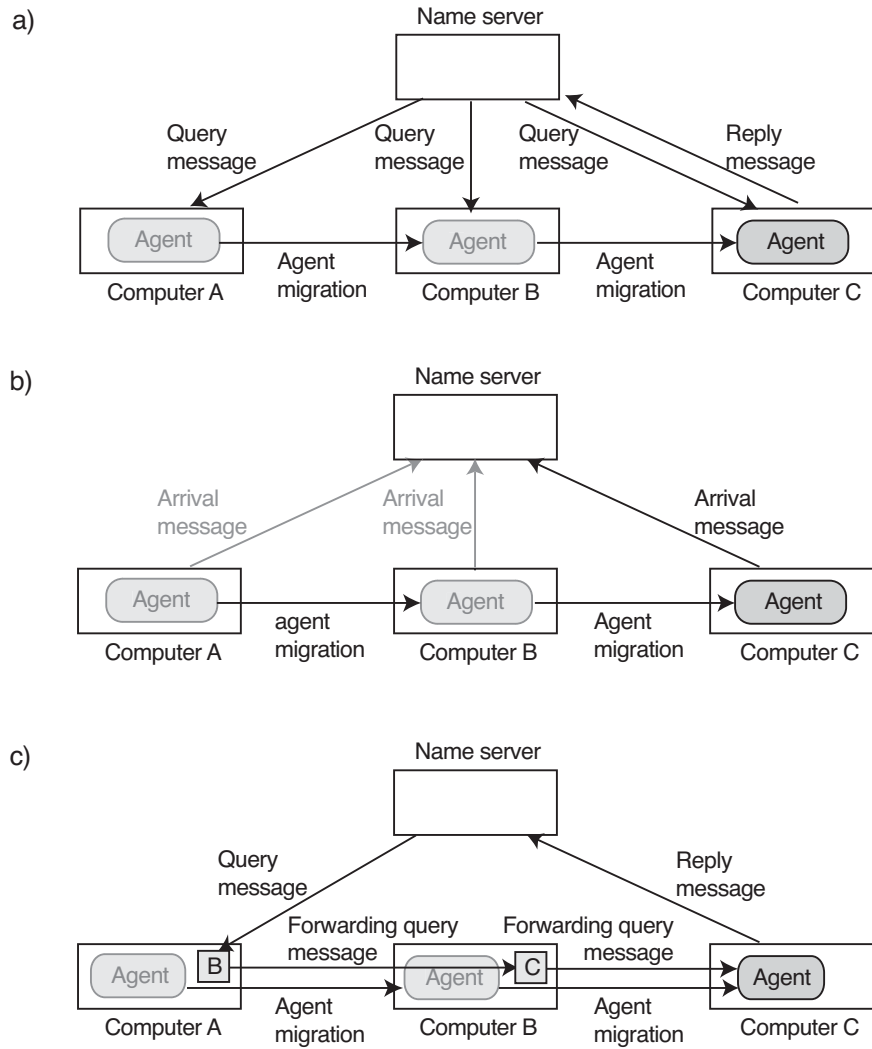 a)
Name server
Query
message
Query
message
Query
message
Reply
message
Agent
Agent
Agent
Agent
migration
Agent
migration
Computer A
Computer B
Computer C
b)
Name server
Arrival
message
Arrival
message
Arrival
message
Agent
Agent
Agent
agent
migration
Agent
migration
Computer A
Computer B
Computer C
c)
Name server
Query
message
Reply
message
Forwarding query
message
Forwarding query
message
Agent
B
Agent
C
Agent
Agent
migration
Agent
migration
Computer A
Computer B
Computer C